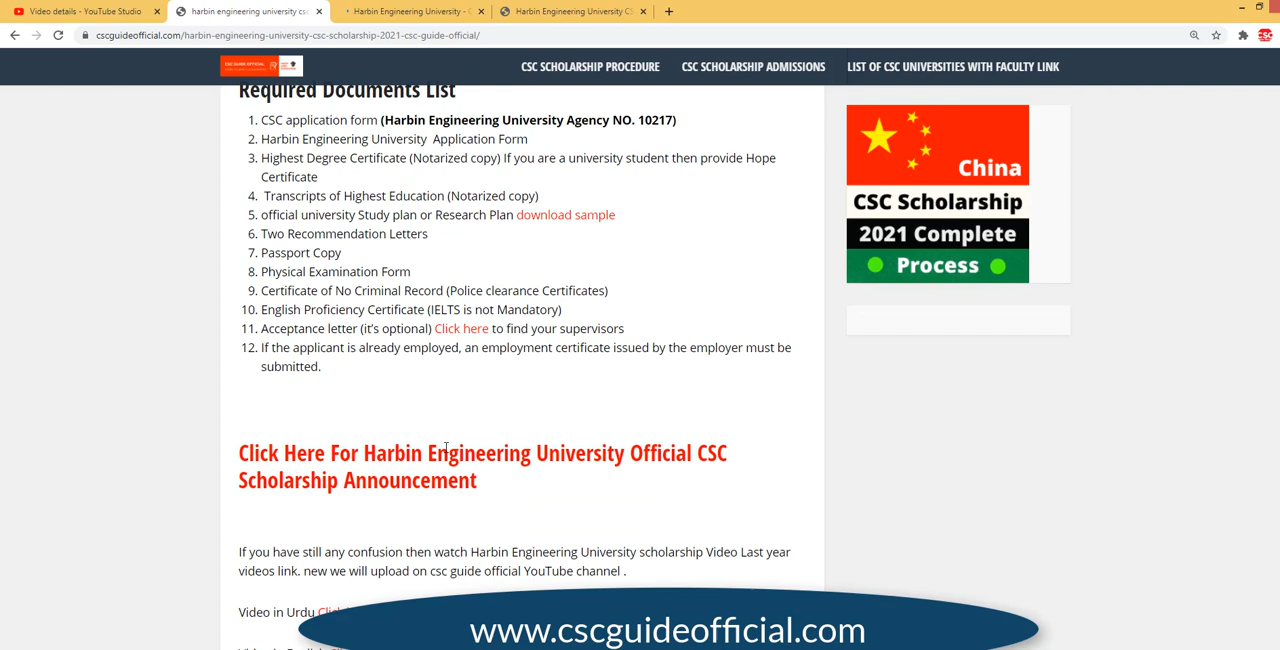 Video details - YouTube Studio
harbin engineering university csc
Harbin Engineering University - C
Harbin Engineering University CS
cscguideofficial.com/harbin-engineering-university-csc-scholarship-2021-csc-guide-official/
CSC GUIDE OFFICIAL
CSC SCHOLARSHIP PROCEDURE
CSC SCHOLARSHIP ADMISSIONS
LIST OF CSC UNIVERSITIES WITH FACULTY LINK
Required Documents List
1. CSC application form (Harbin Engineering University Agency NO. 10217)
2. Harbin Engineering University Application Form
3. Highest Degree Certificate (Notarized copy) If you are a university student then provide Hope
Certificate
4. Transcripts of Highest Education (Notarized copy)
5. official university Study plan or Research Plan download sample
6. Two Recommendation Letters
7. Passport Copy
8. Physical Examination Form
9. Certificate of No Criminal Record (Police clearance Certificates)
10. English Proficiency Certificate (IELTS is not Mandatory)
11. Acceptance letter (it’s optional) Click here to find your supervisors
12. If the applicant is already employed, an employment certificate issued by the employer must be
submitted.
China
CSC Scholarship
2021 Complete
Process
Click Here For Harbin Engineering University Official CSC
Scholarship Announcement
If you have still any confusion then watch Harbin Engineering University scholarship Video Last year
videos link. new we will upload on csc guide official YouTube channel .
Video in Urdu
www.cscguideofficial.com